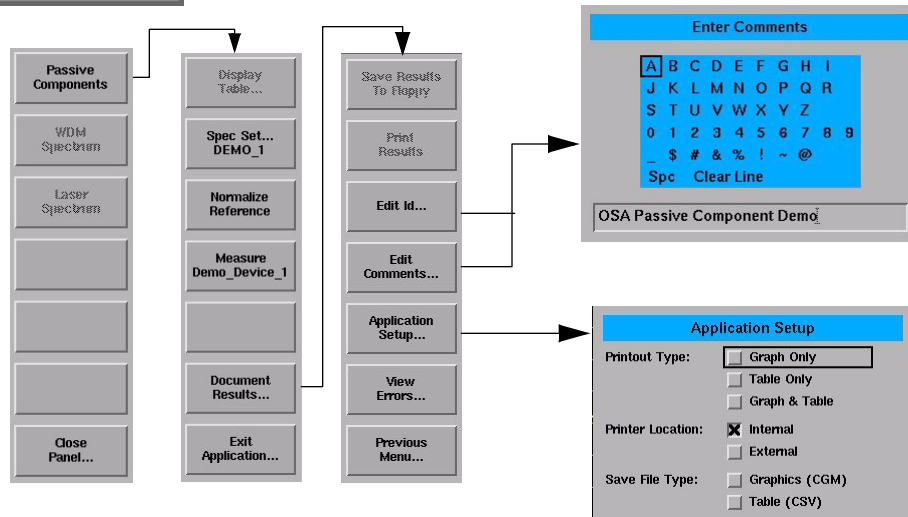 Passive
Components
WDM
Spectrum
Laser
Spectrum
Close
Panel...
Display
Table...
Spec Set...
DEMO_1
Normalize
Reference
Measure
Demo_Device_1
Document
Results...
Exit
Application...
Save Results
To Floppy
Print
Results
Edit Id...
Edit
Comments...
Application
Setup...
View
Errors...
Previous
Menu...
Enter Comments
A B C D E F G H I
J K L M N O P Q R
S T U V W X Y Z
0 1 2 3 4 5 6 7 8 9
_ $ # & % ! ~ @
Spc Clear Line
OSA Passive Component Demo
Application Setup
Printout Type: Graph Only
Table Only
Graph & Table
Printer Location: Internal
External
Save File Type: Graphics (CGM)
Table (CSV)